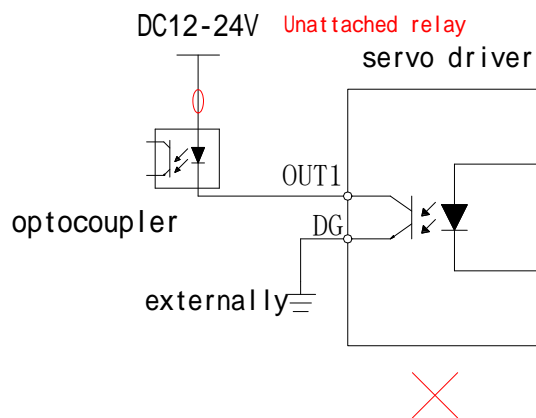 DC12-24V
Unattached relay
servo driver
OUT1
DG
optocoupler
externally